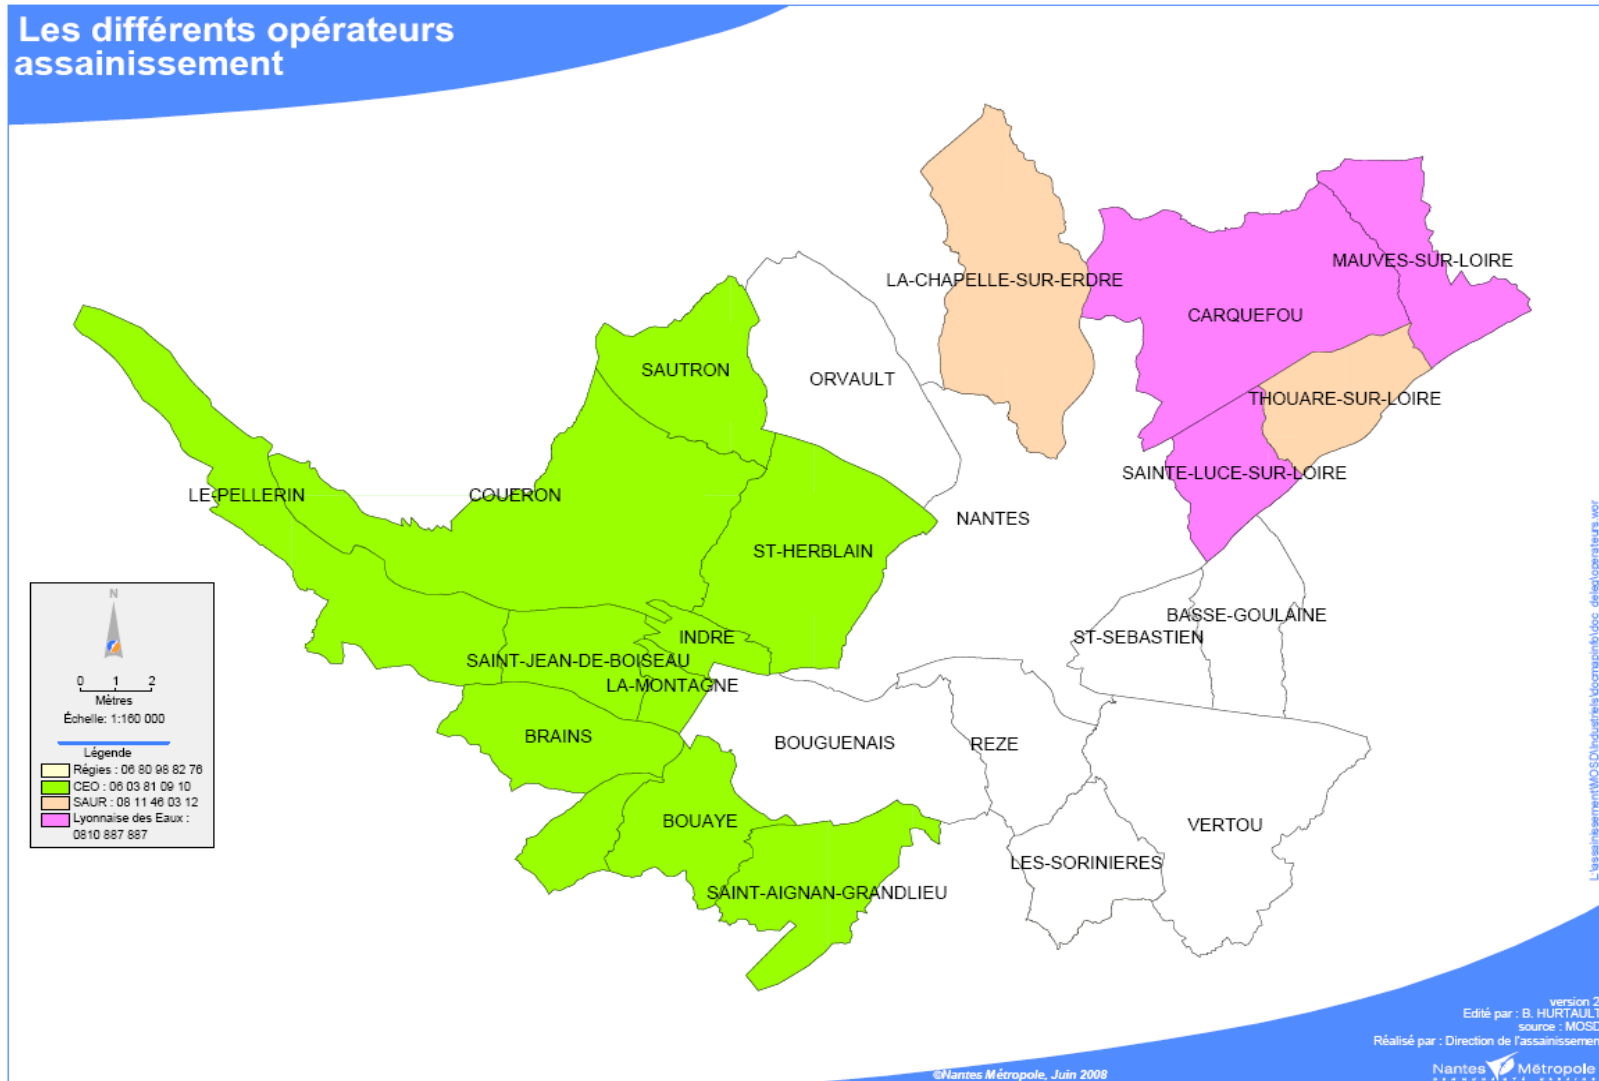 Les différents opérateurs
assainissement
LA-CHAPELLE-SUR-ERDRE
MAUVES-SUR-LOIRE
CARQUEFOU
SAUTRON
ORVAULT
THOUARE-SUR-LOIRE
SAINTE-LUCE-SUR-LOIRE
LE-PELLERIN
COUERON
NANTES
ST-HERBLAIN
BASSE-GOULAINE
ST-SEBASTIEN
INDRE
SAINT-JEAN-DE-BOISEAU
LA-MONTAGNE
BRAINS
BOUGUENAIS
REZE
BOUAYE
VERTOU
LES-SORINIERES
SAINT-AIGNAN-GRANDLIEU
N
0 1 2
Mètres
Échelle: 1:160 000
Légende
Régies : 06 80 98 82 76
CEO : 06 03 81 09 10
SAUR : 08 11 46 03 12
Lyonnaise des Eaux :
0810 887 887
version 2
Edité par : B. HURTAULT
source : MOSD
Réalisé par : Direction de l'assainissement
©Nantes Métropole, Juin 2008
Nantes Métropole